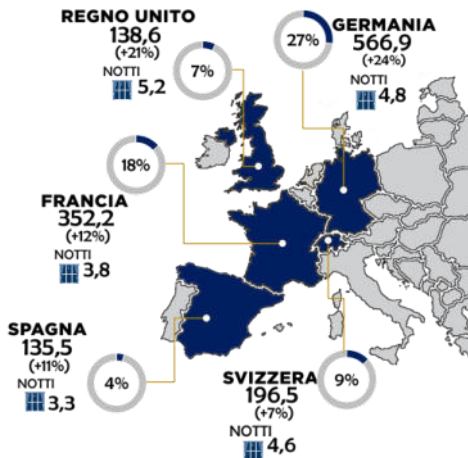 REGNO UNITO
138,6
(+21%)
NOTTI
5,2
7%
27%
GERMANIA
566,9
(+24%)
NOTTI
4,8
18%
FRANCIA
352,2
(+12%)
NOTTI
3,8
SPAGNA
135,5
(+11%)
NOTTI
3,3
4%
SVIZZERA
196,5
(+7%)
NOTTI
4,6
9%